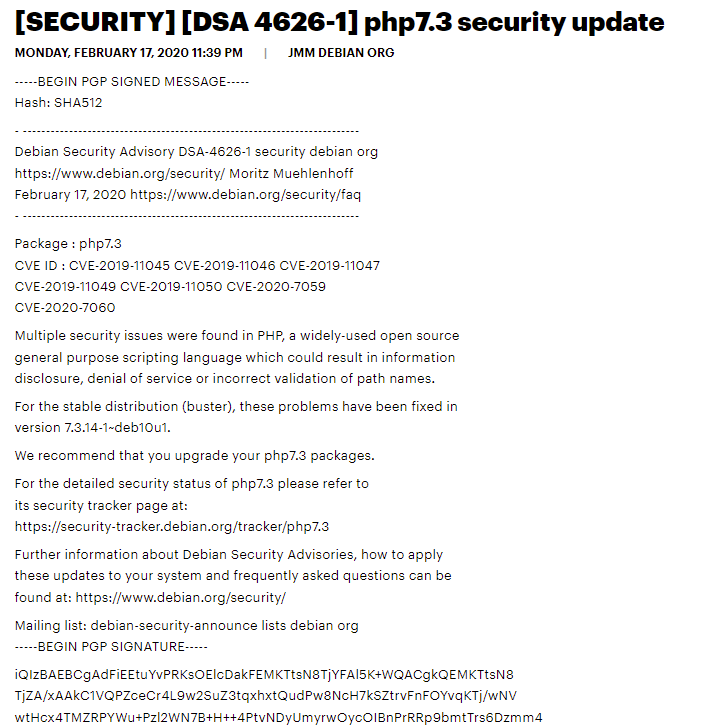 [SECURITY] [DSA 4626-1] php7.3 security update
MONDAY, FEBRUARY 17, 2020 11:39 PM | JMM DEBIAN ORG
-----BEGIN PGP SIGNED MESSAGE-----
Hash: SHA512
- -------------------------------------------------------------------------
Debian Security Advisory DSA-4626-1 security debian org
https://www.debian.org/security/ Moritz Muehlenhoff
February 17, 2020 https://www.debian.org/security/faq
- -------------------------------------------------------------------------
Package : php7.3
CVE ID : CVE-2019-11045 CVE-2019-11046 CVE-2019-11047
CVE-2019-11049 CVE-2019-11050 CVE-2020-7059
CVE-2020-7060
Multiple security issues were found in PHP, a widely-used open source
general purpose scripting language which could result in information
disclosure, denial of service or incorrect validation of path names.
For the stable distribution (buster), these problems have been fixed in
version 7.3.14-1~deb10u1.
We recommend that you upgrade your php7.3 packages.
For the detailed security status of php7.3 please refer to
its security tracker page at:
https://security-tracker.debian.org/tracker/php7.3
Further information about Debian Security Advisories, how to apply
these updates to your system and frequently asked questions can be
found at: https://www.debian.org/security/
Mailing list: debian-security-announce lists debian org
-----BEGIN PGP SIGNATURE-----
iQIzBAEBCgAdFiEEtuYvPRKsOElcDakFEMKTtsN8TjYFAl5K+WQACgkQEMKTtsN8
TjZA/xAAkC1VQPZceCr4L9w2SuZ3tqxhxtQudPw8NcH7kSZtrvFnFOYvqKTj/wNV
wtHcx4TMZRPYWu+Pzl2WN7B+H++4PtvNDyUmyrwOycOIBnPrRRp9bmtTrs6Dzmm4